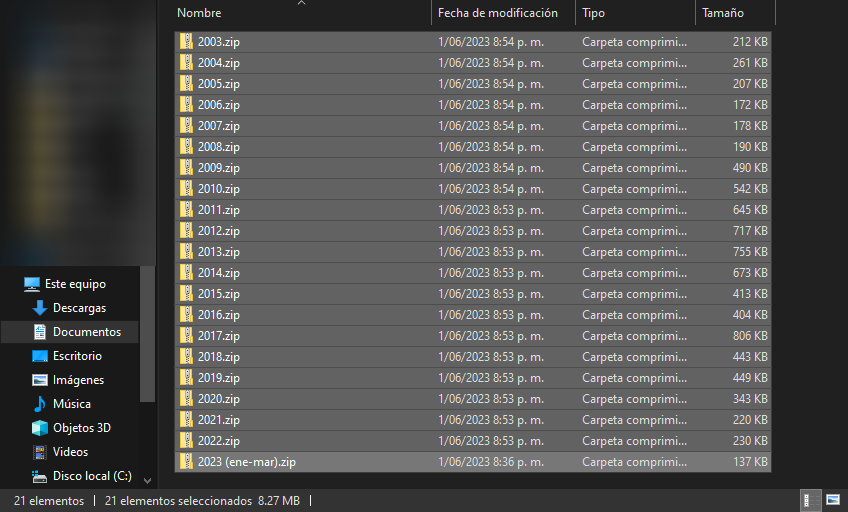 Nombre Fecha de modificación Tipo Tamaño
2003.zip 1/06/2023 8:54 p. m. Carpeta comprimi... 212 KB
2004.zip 1/06/2023 8:54 p. m. Carpeta comprimi... 261 KB
2005.zip 1/06/2023 8:54 p. m. Carpeta comprimi... 207 KB
2006.zip 1/06/2023 8:54 p. m. Carpeta comprimi... 172 KB
2007.zip 1/06/2023 8:54 p. m. Carpeta comprimi... 178 KB
2008.zip 1/06/2023 8:54 p. m. Carpeta comprimi... 190 KB
2009.zip 1/06/2023 8:54 p. m. Carpeta comprimi... 490 KB
2010.zip 1/06/2023 8:54 p. m. Carpeta comprimi... 542 KB
2011.zip 1/06/2023 8:53 p. m. Carpeta comprimi... 645 KB
2012.zip 1/06/2023 8:53 p. m. Carpeta comprimi... 717 KB
2013.zip 1/06/2023 8:53 p. m. Carpeta comprimi... 755 KB
2014.zip 1/06/2023 8:53 p. m. Carpeta comprimi... 673 KB
2015.zip 1/06/2023 8:53 p. m. Carpeta comprimi... 413 KB
2016.zip 1/06/2023 8:53 p. m. Carpeta comprimi... 404 KB
2017.zip 1/06/2023 8:53 p. m. Carpeta comprimi... 806 KB
2018.zip 1/06/2023 8:53 p. m. Carpeta comprimi... 443 KB
2019.zip 1/06/2023 8:53 p. m. Carpeta comprimi... 449 KB
2020.zip 1/06/2023 8:53 p. m. Carpeta comprimi... 343 KB
2021.zip 1/06/2023 8:53 p. m. Carpeta comprimi... 220 KB
2022.zip 1/06/2023 8:53 p. m. Carpeta comprimi... 230 KB
2023 (ene-mar).zip 1/06/2023 8:36 p. m. Carpeta comprimi... 137 KB
Este equipo
Descargas
Documentos
Escritorio
Imágenes
Música
Objetos 3D
Videos
Disco local (C:)
21 elementos 21 elementos seleccionados 8.27 MB